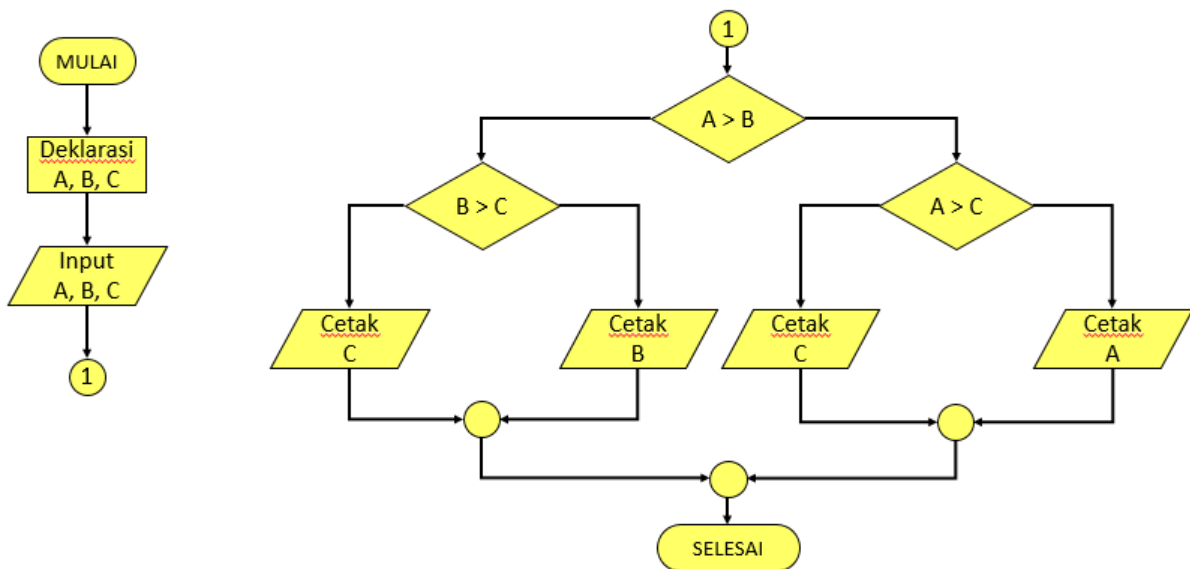 MULAI
Deklarasi
A, B, C
Input
A, B, C
1
1
A > B
B > C
A > C
Cetak
C
Cetak
B
Cetak
C
Cetak
A
SELESAI